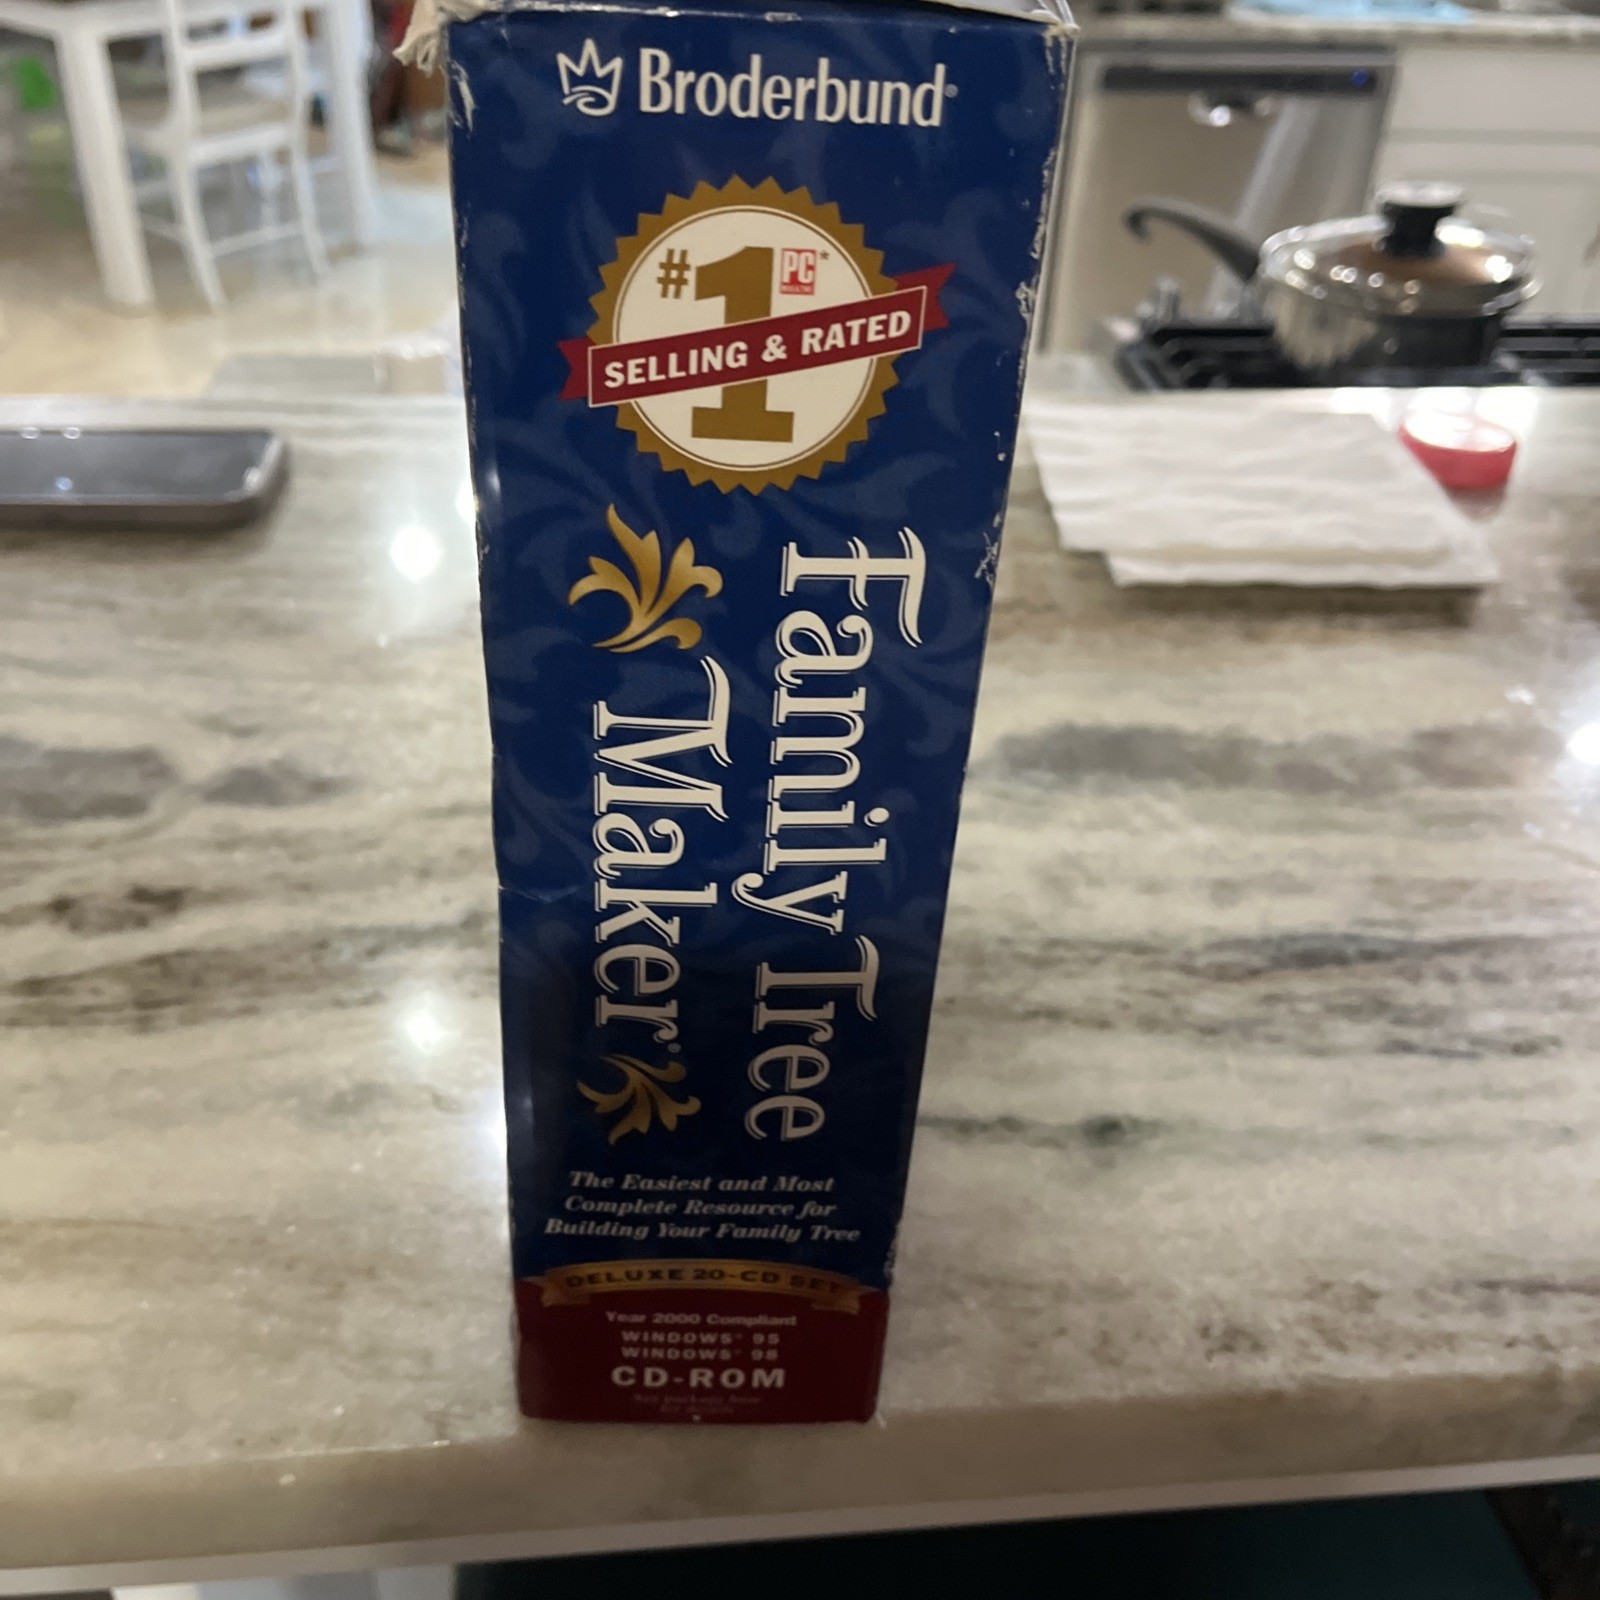 Broderbund®
#1 PC MAGAZINE*
SELLING & RATED
Family Tree
Maker®
The Easiest and Most
Complete Resource for
Building Your Family Tree
DELUXE 20-CD SET
Year 2000 Compliant
WINDOWS® 95
WINDOWS® 98
CD-ROM